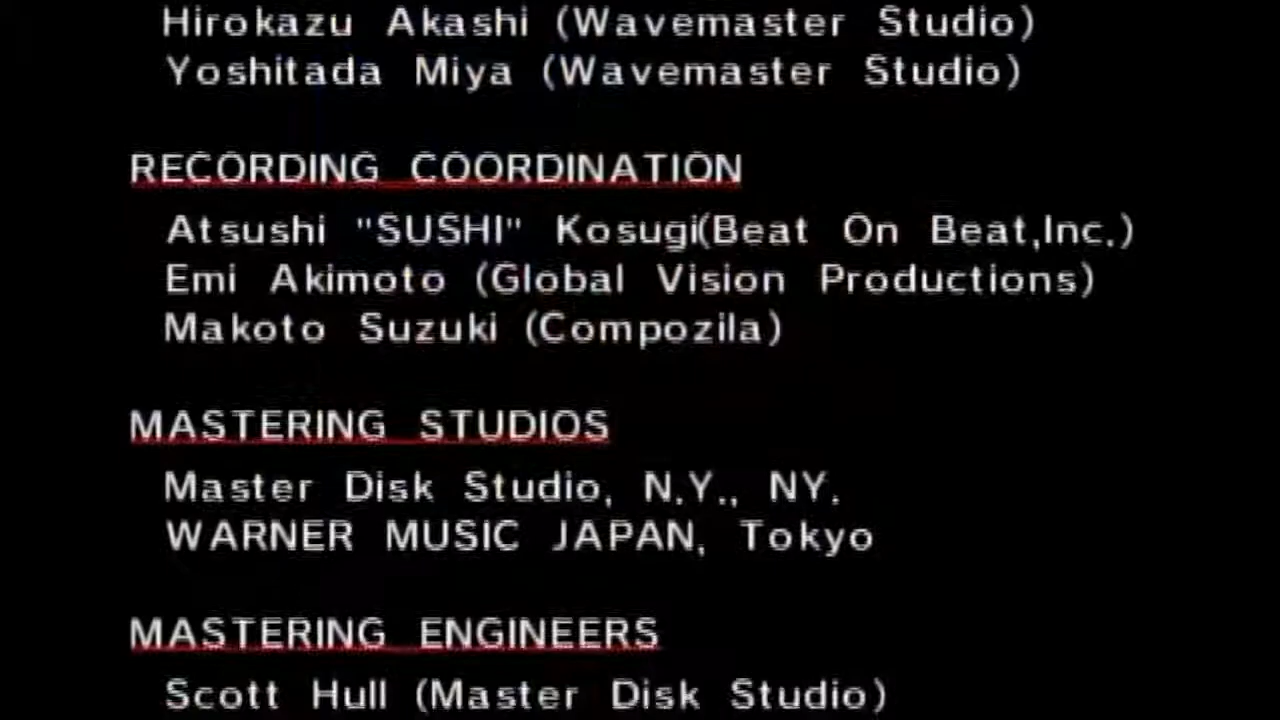 Hirokazu Akashi (Wavemaster Studio)
Yoshitada Miya (Wavemaster Studio)
RECORDING COORDINATION
Atsushi "SUSHI" Kosugi(Beat On Beat,Inc.)
Emi Akimoto (Global Vision Productions)
Makoto Suzuki (Compozila)
MASTERING STUDIOS
Master Disk Studio, N.Y., NY.
WARNER MUSIC JAPAN, Tokyo
MASTERING ENGINEERS
Scott Hull (Master Disk Studio)